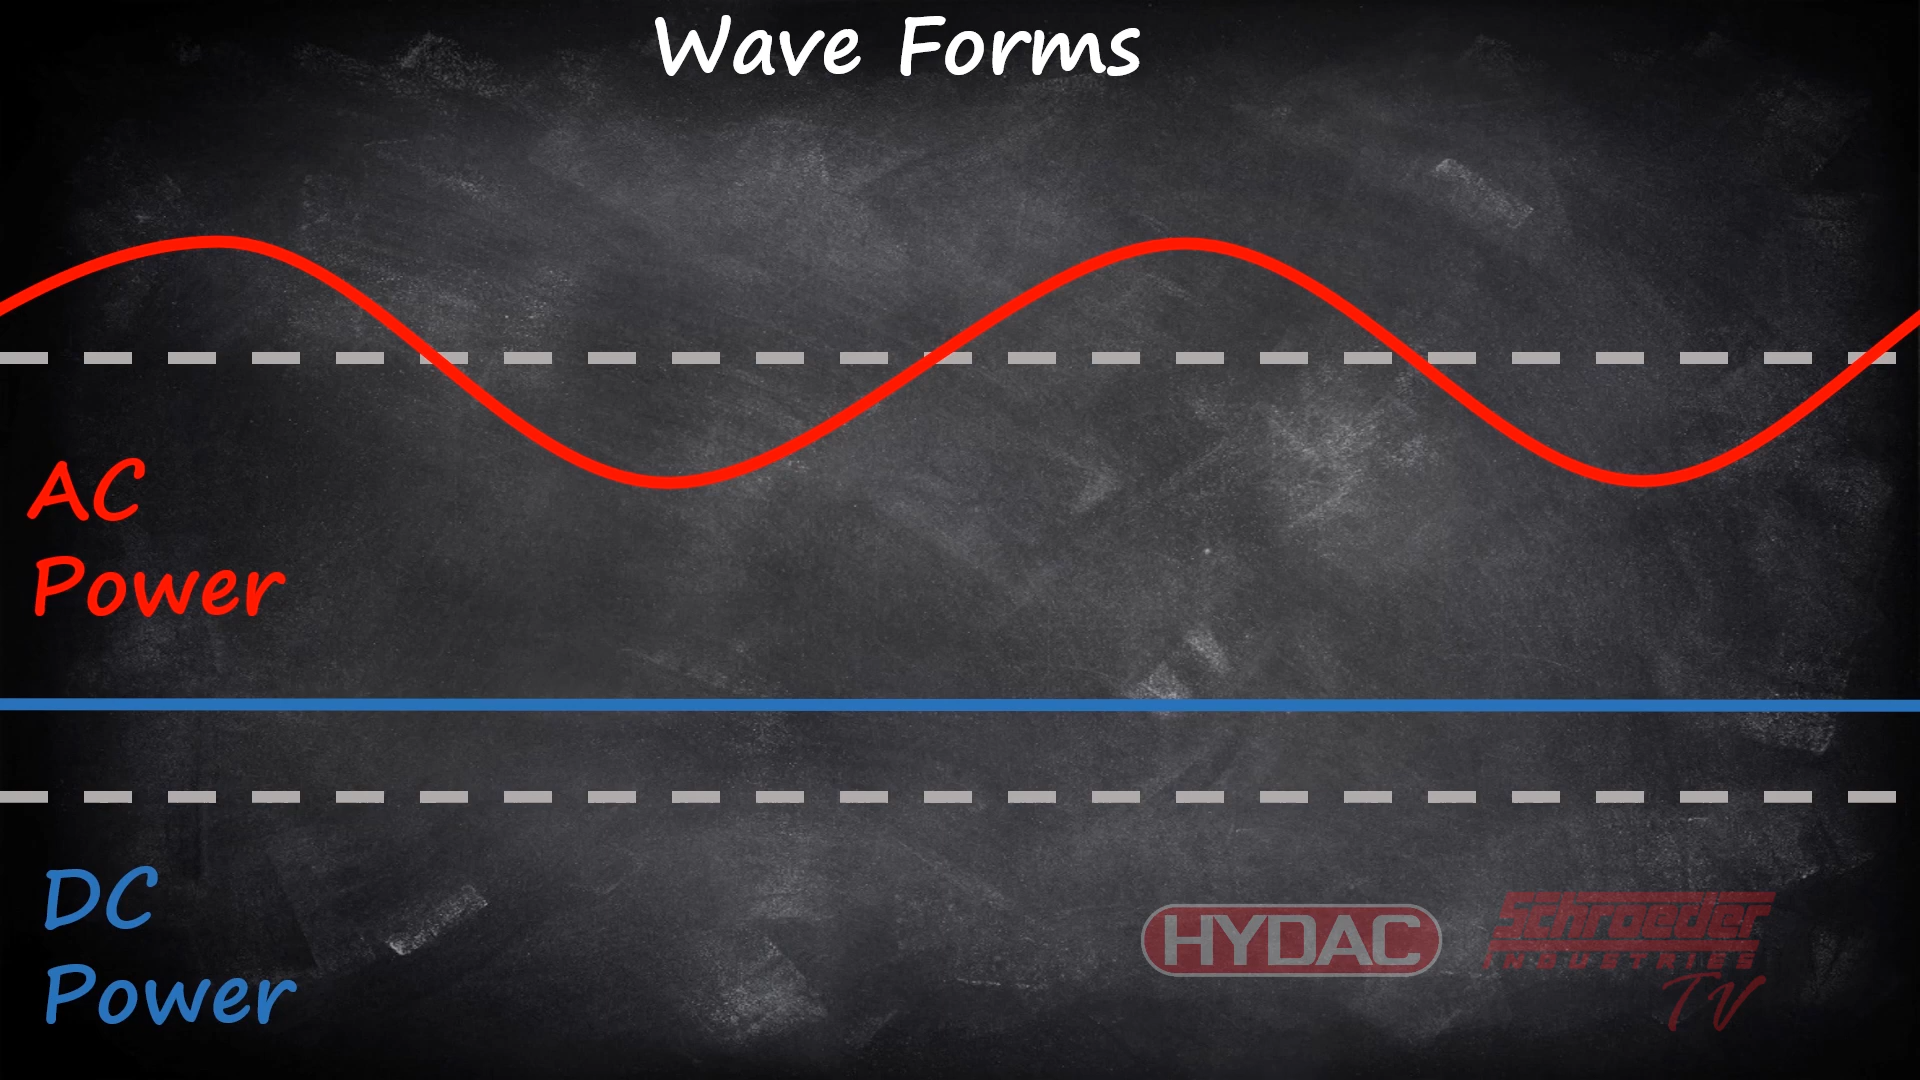 Wave Forms
AC
Power
DC
Power
HYDAC
Schroeder
INDUSTRIES
TV